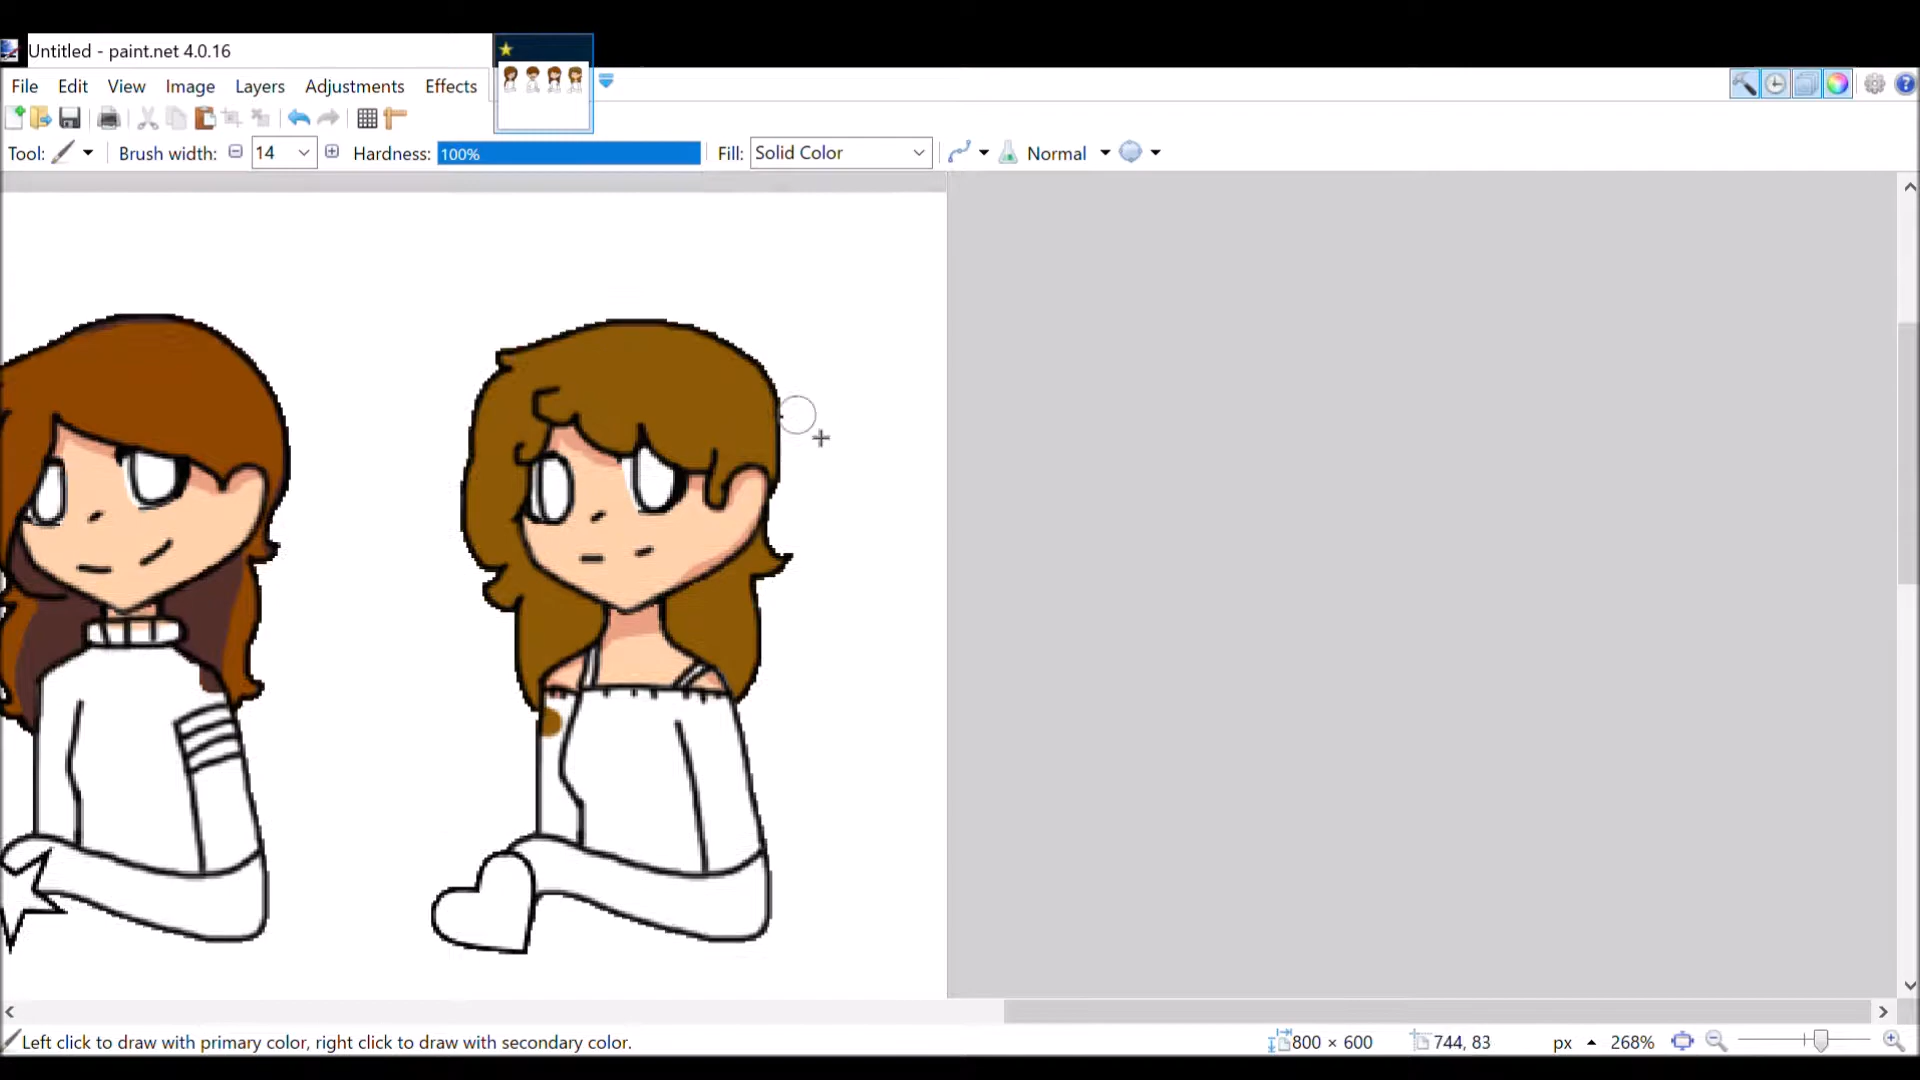 Untitled - paint.net 4.0.16
File Edit View Image Layers Adjustments Effects
Tool: Brush width: 14 Hardness: 100% Fill: Solid Color Normal
Left click to draw with primary color, right click to draw with secondary color. 800 × 600 744, 83 px 268%